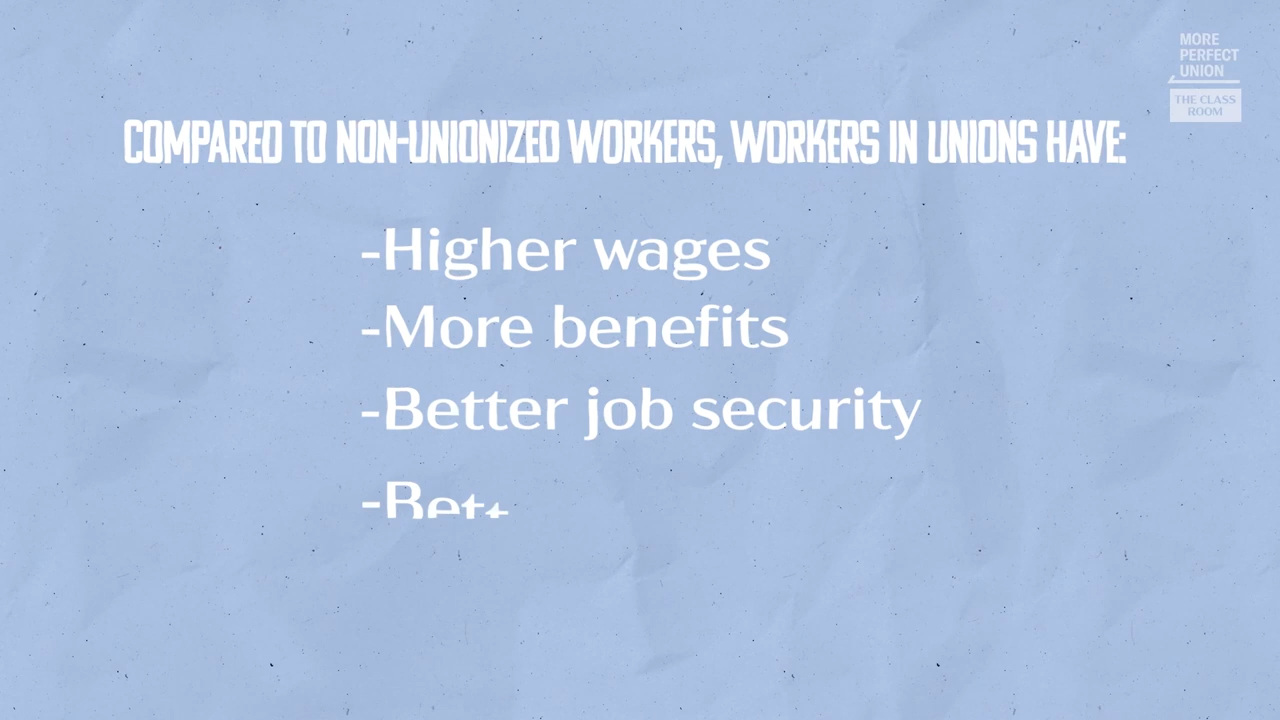 MORE
PERFECT
UNION
THE CLASS
ROOM
COMPARED TO NON-UNIONIZED WORKERS, WORKERS IN UNIONS HAVE:
-Higher wages
-More benefits
-Better job security
-Bett